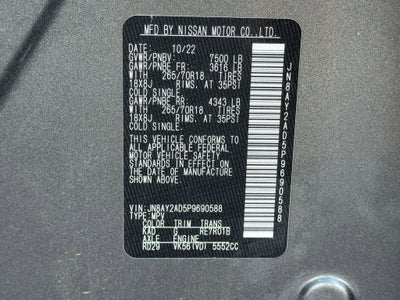 MFD BY NISSAN MOTOR CO.,LTD.
DATE: 10/22
GVWR/PNBV: 7500 LB
GAWR/PNBE FR: 3616 LB
WITH 265/70R18 TIRES
18X8J RIMS. AT 35PSI
COLD SINGLE.
GAWR/PNBE RR: 4343 LB
WITH 265/70R18 TIRES
18X8J RIMS. AT 35PSI
COLD SINGLE.
THIS VEHICLE CONFORMS TO
ALL APPLICABLE FEDERAL
MOTOR VEHICLE SAFETY
STANDARDS IN EFFECT ON
THE DATE OF MANUFACTURE
SHOWN ABOVE.
VIN: JN8AY2AD5P9690588
TYPE: MPV
COLOR TRIM TRANS
KAD G RE7R01B
AXLE ENGINE
RD29 VK56(VD) 5552CC
JN8AY2AD5P9690588